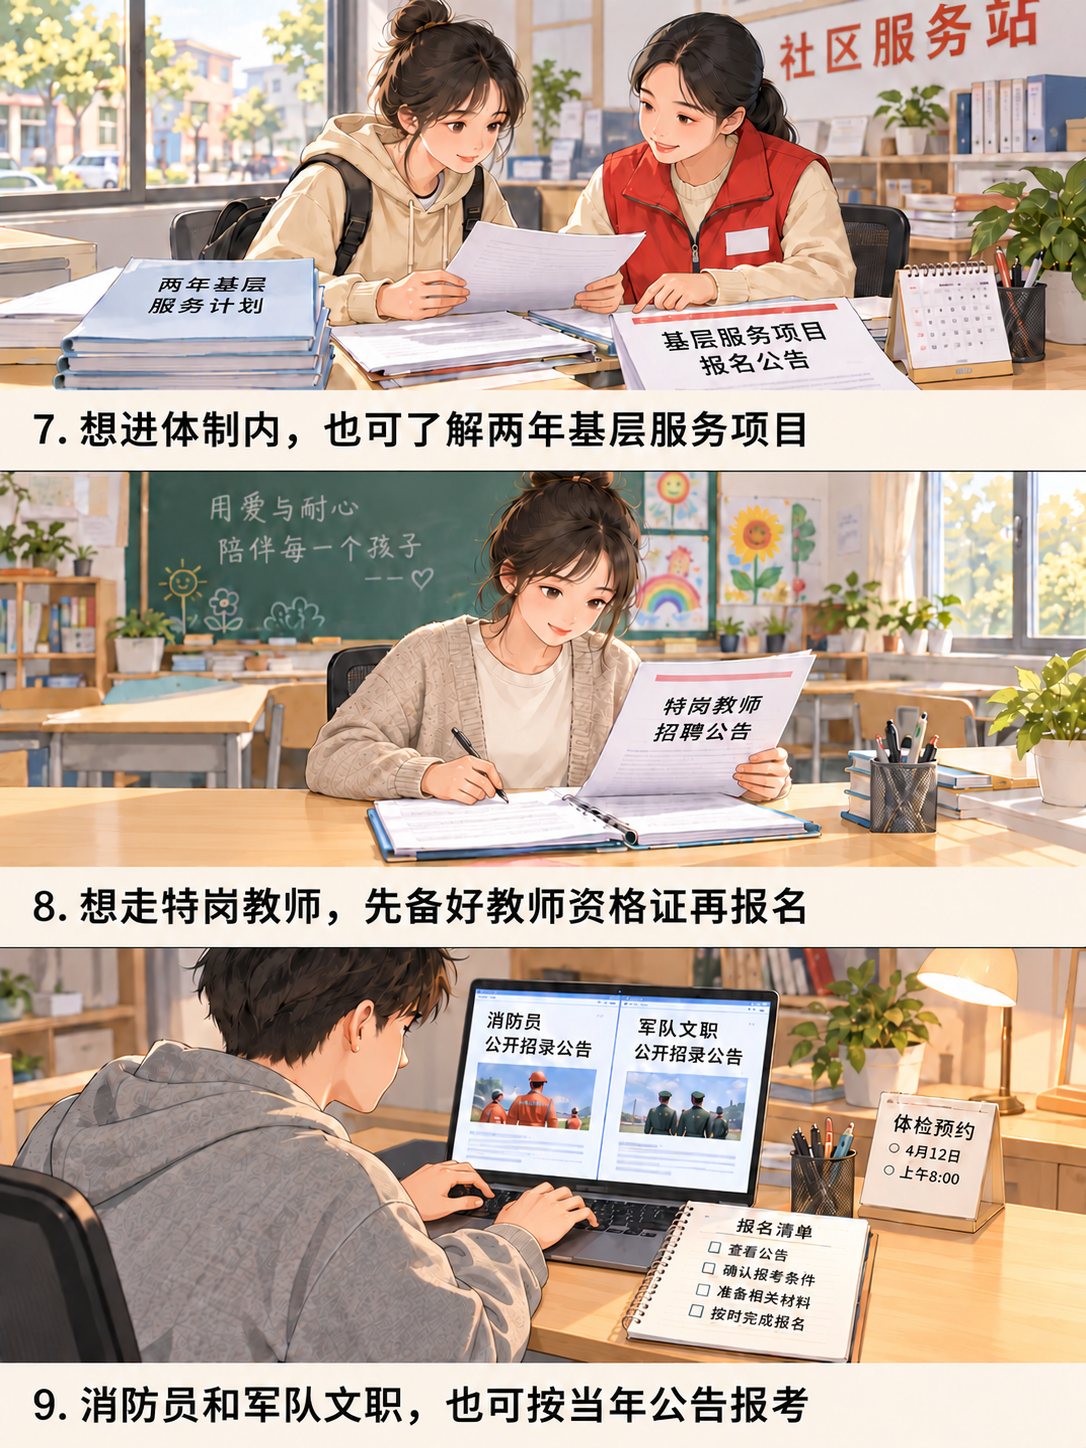 社区服务站
两年基层
服务计划
基层服务项目
报名公告
7. 想进体制内，也可了解两年基层服务项目
用爱与耐心
陪伴每一个孩子
——♡
特岗教师
招聘公告
8. 想走特岗教师，先备好教师资格证再报名
消防员
公开招录公告
军队文职
公开招录公告
体检预约
○ 4月12日
○ 上午8:00
报名清单
□ 查看公告
□ 确认报考条件
□ 准备相关材料
□ 按时完成报名
9. 消防员和军队文职，也可按当年公告报考